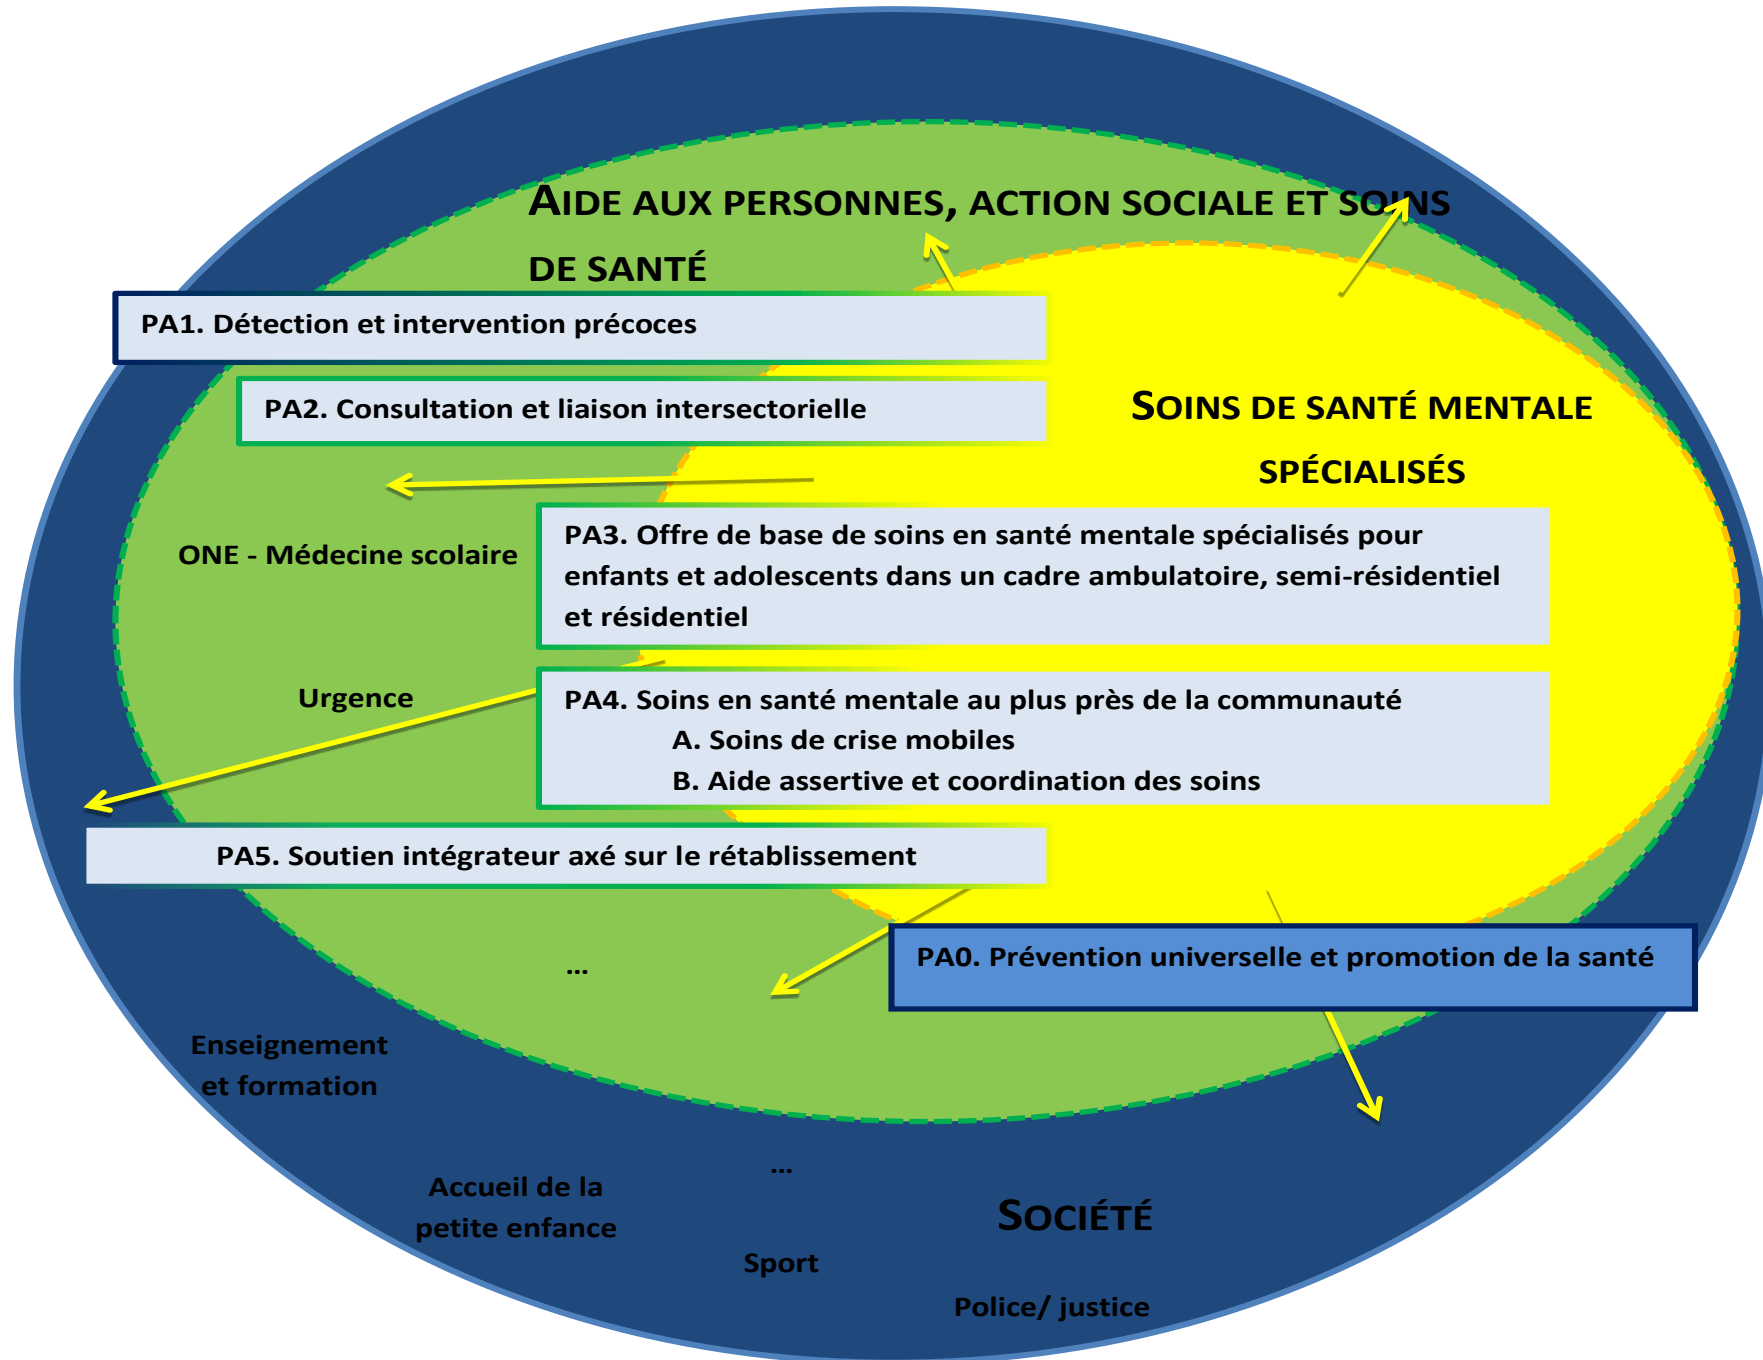 AIDE AUX PERSONNES, ACTION SOCIALE ET SOINS
DE SANTÉ
PA1. Détection et intervention précoces
PA2. Consultation et liaison intersectorielle
SOINS DE SANTÉ MENTALE
SPÉCIALISÉS
ONE - Médecine scolaire
PA3. Offre de base de soins en santé mentale spécialisés pour
enfants et adolescents dans un cadre ambulatoire, semi-résidentiel
et résidentiel
Urgence
PA4. Soins en santé mentale au plus près de la communauté
A. Soins de crise mobiles
B. Aide assertive et coordination des soins
PA5. Soutien intégrateur axé sur le rétablissement
PA0. Prévention universelle et promotion de la santé
...
Enseignement
et formation
...
Accueil de la
petite enfance
SOCIÉTÉ
Sport
Police/ justice